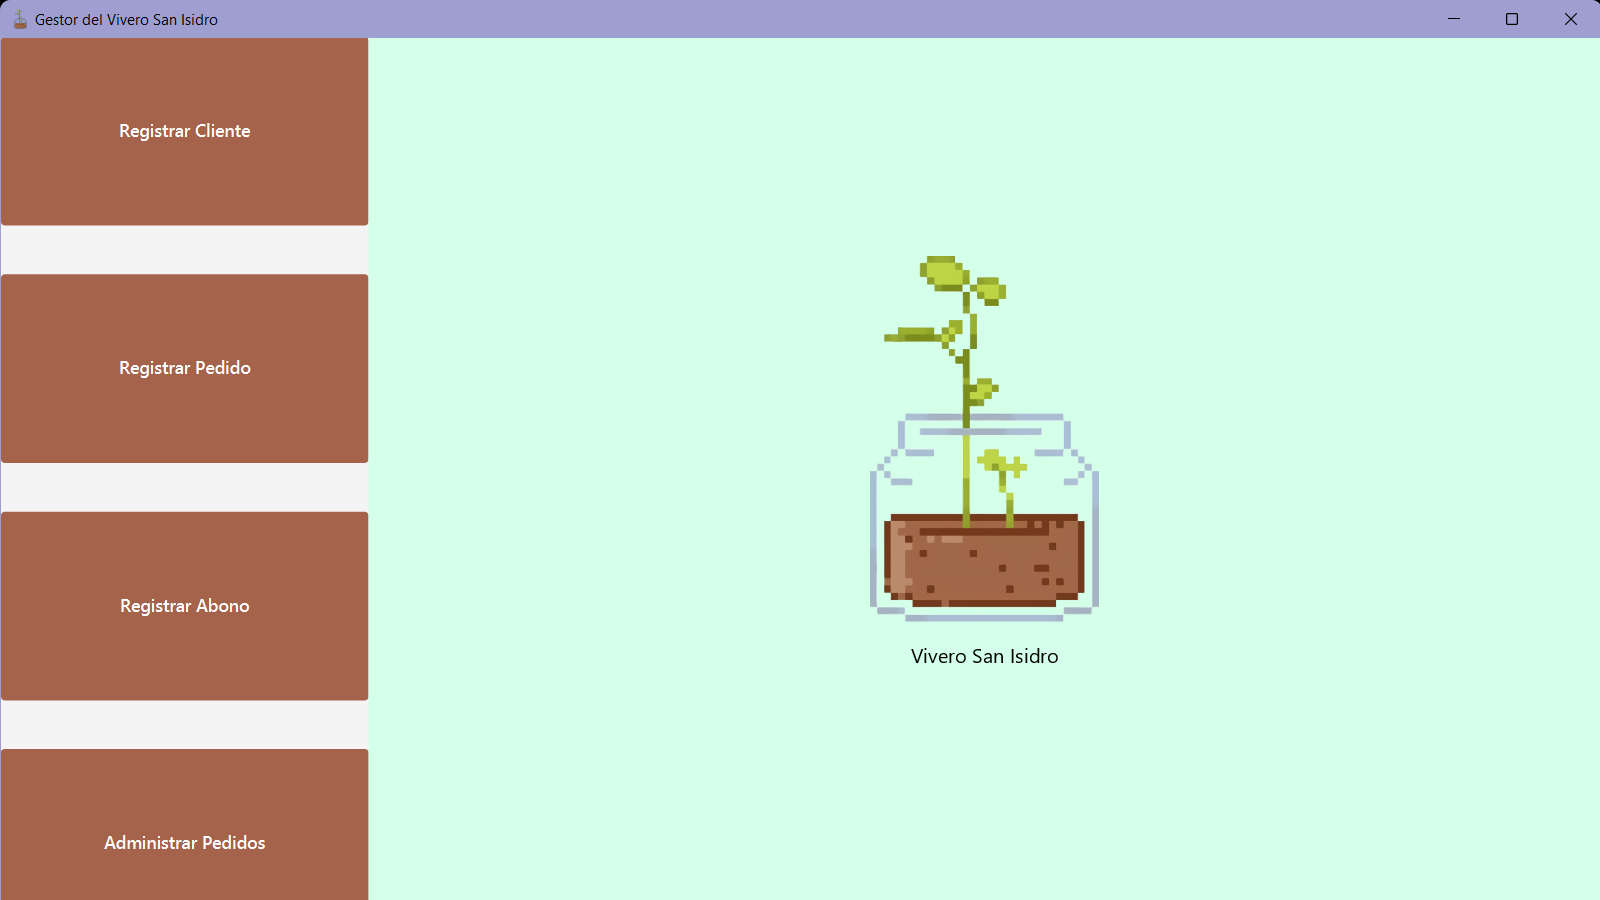 Gestor del Vivero San Isidro
Registrar Cliente
Registrar Pedido
Registrar Abono
Administrar Pedidos
Vivero San Isidro